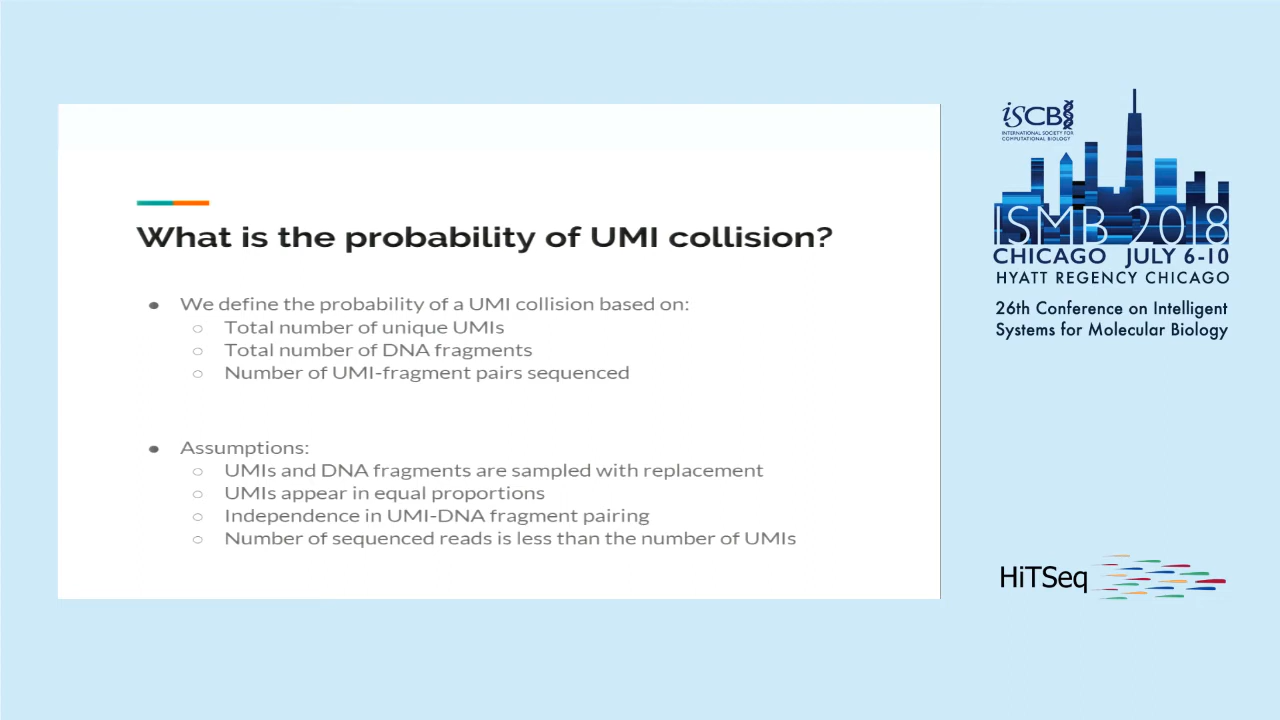 What is the probability of UMI collision?
● We define the probability of a UMI collision based on:
○ Total number of unique UMIs
○ Total number of DNA fragments
○ Number of UMI-fragment pairs sequenced
● Assumptions:
○ UMIs and DNA fragments are sampled with replacement
○ UMIs appear in equal proportions
○ Independence in UMI-DNA fragment pairing
○ Number of sequenced reads is less than the number of UMIs
iSCB
INTERNATIONAL SOCIETY FOR
COMPUTATIONAL BIOLOGY
ISMB 2018
CHICAGO JULY 6-10
HYATT REGENCY CHICAGO
26th Conference on Intelligent
Systems for Molecular Biology
HiTSeq